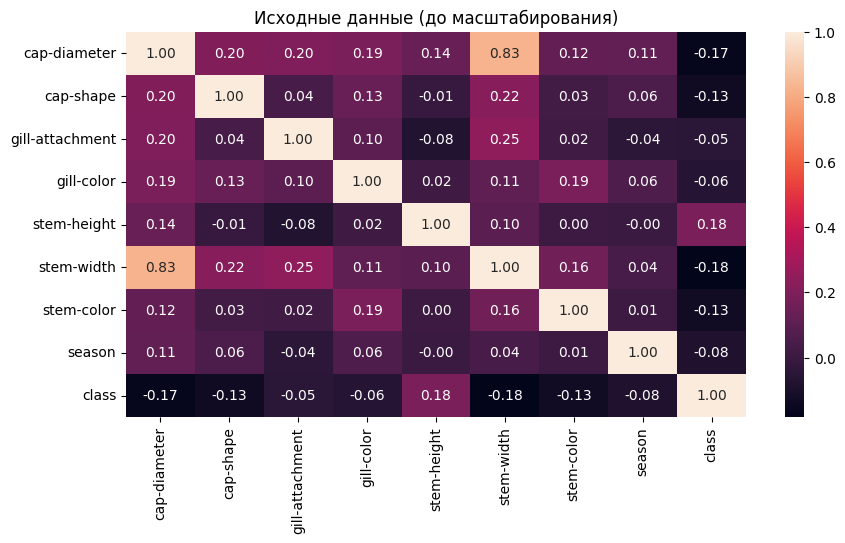 Исходные данные (до масштабирования)
cap-diameter 1.00 0.20 0.20 0.19 0.14 0.83 0.12 0.11 -0.17
cap-shape 0.20 1.00 0.04 0.13 -0.01 0.22 0.03 0.06 -0.13
gill-attachment 0.20 0.04 1.00 0.10 -0.08 0.25 0.02 -0.04 -0.05
gill-color 0.19 0.13 0.10 1.00 0.02 0.11 0.19 0.06 -0.06
stem-height 0.14 -0.01 -0.08 0.02 1.00 0.10 0.00 -0.00 0.18
stem-width 0.83 0.22 0.25 0.11 0.10 1.00 0.16 0.04 -0.18
stem-color 0.12 0.03 0.02 0.19 0.00 0.16 1.00 0.01 -0.13
season 0.11 0.06 -0.04 0.06 -0.00 0.04 0.01 1.00 -0.08
class -0.17 -0.13 -0.05 -0.06 0.18 -0.18 -0.13 -0.08 1.00
cap-diameter
cap-shape
gill-attachment
gill-color
stem-height
stem-width
stem-color
season
class
1.0
0.8
0.6
0.4
0.2
0.0